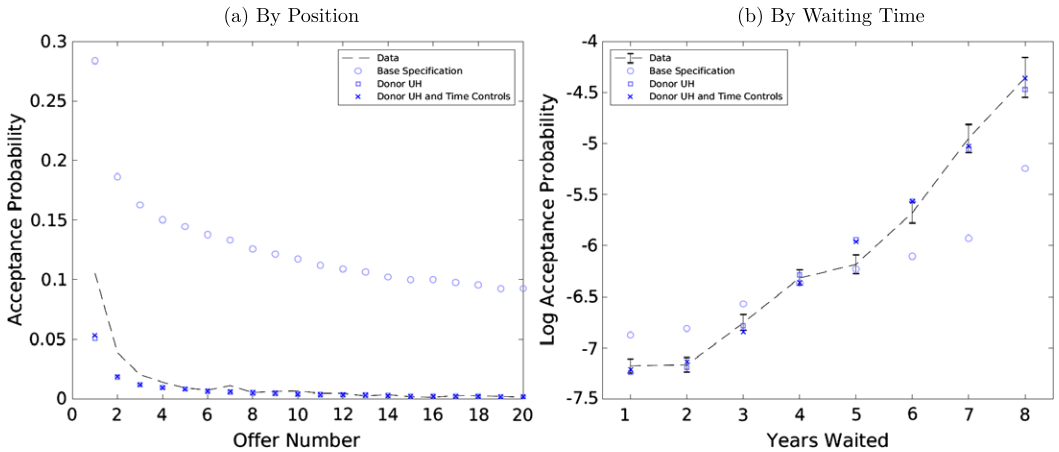 (a) By Position
0.3
0.25
0.2
0.15
0.1
0.05
0
Acceptance Probability
Data
Base Specification
Donor UH
Donor UH and Time Controls
0 2 4 6 8 10 12 14 16 18 20
Offer Number
(b) By Waiting Time
-4
-4.5
-5
-5.5
-6
-6.5
-7
-7.5
Log Acceptance Probability
Data
Base Specification
Donor UH
Donor UH and Time Controls
1 2 3 4 5 6 7 8
Years Waited